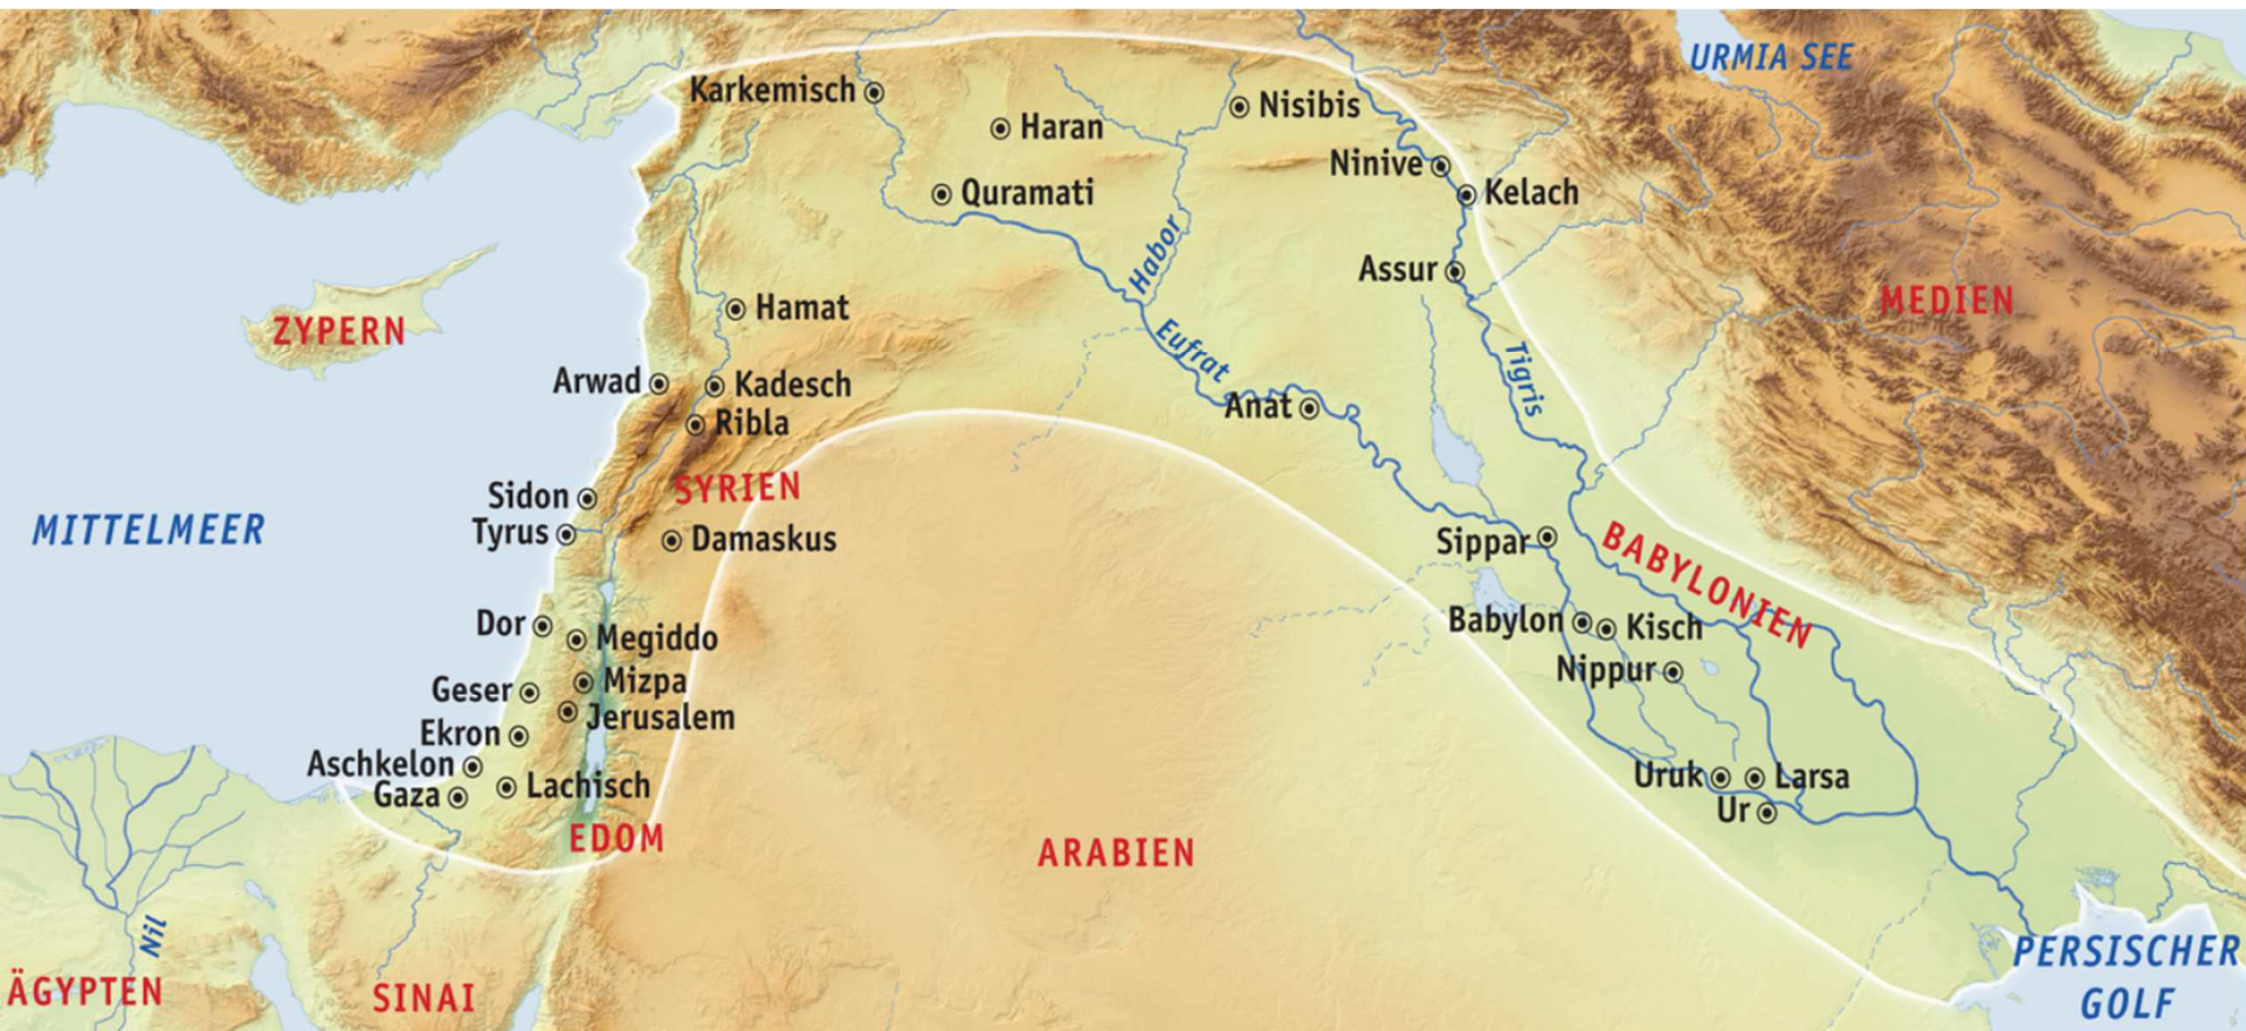 URMIA SEE
Karkemisch
Nisibis
Haran
Ninive
Quramati
Kelach
Habor
Assur
MEDIEN
Hamat
ZYPERN
Eufrat
Tigris
Arwad
Kadesch
Anat
Ribla
SYRIEN
Sidon
MITTELMEER
Tyrus
Damaskus
Sippar
BABYLONIEN
Dor
Megiddo
Babylon
Kisch
Nippur
Mizpa
Geser
Jerusalem
Ekron
Aschkelon
Gaza
Lachisch
Uruk
Larsa
Ur
EDOM
ARABIEN
Nil
PERSISCHER
GOLF
ÄGYPTEN
SINAI